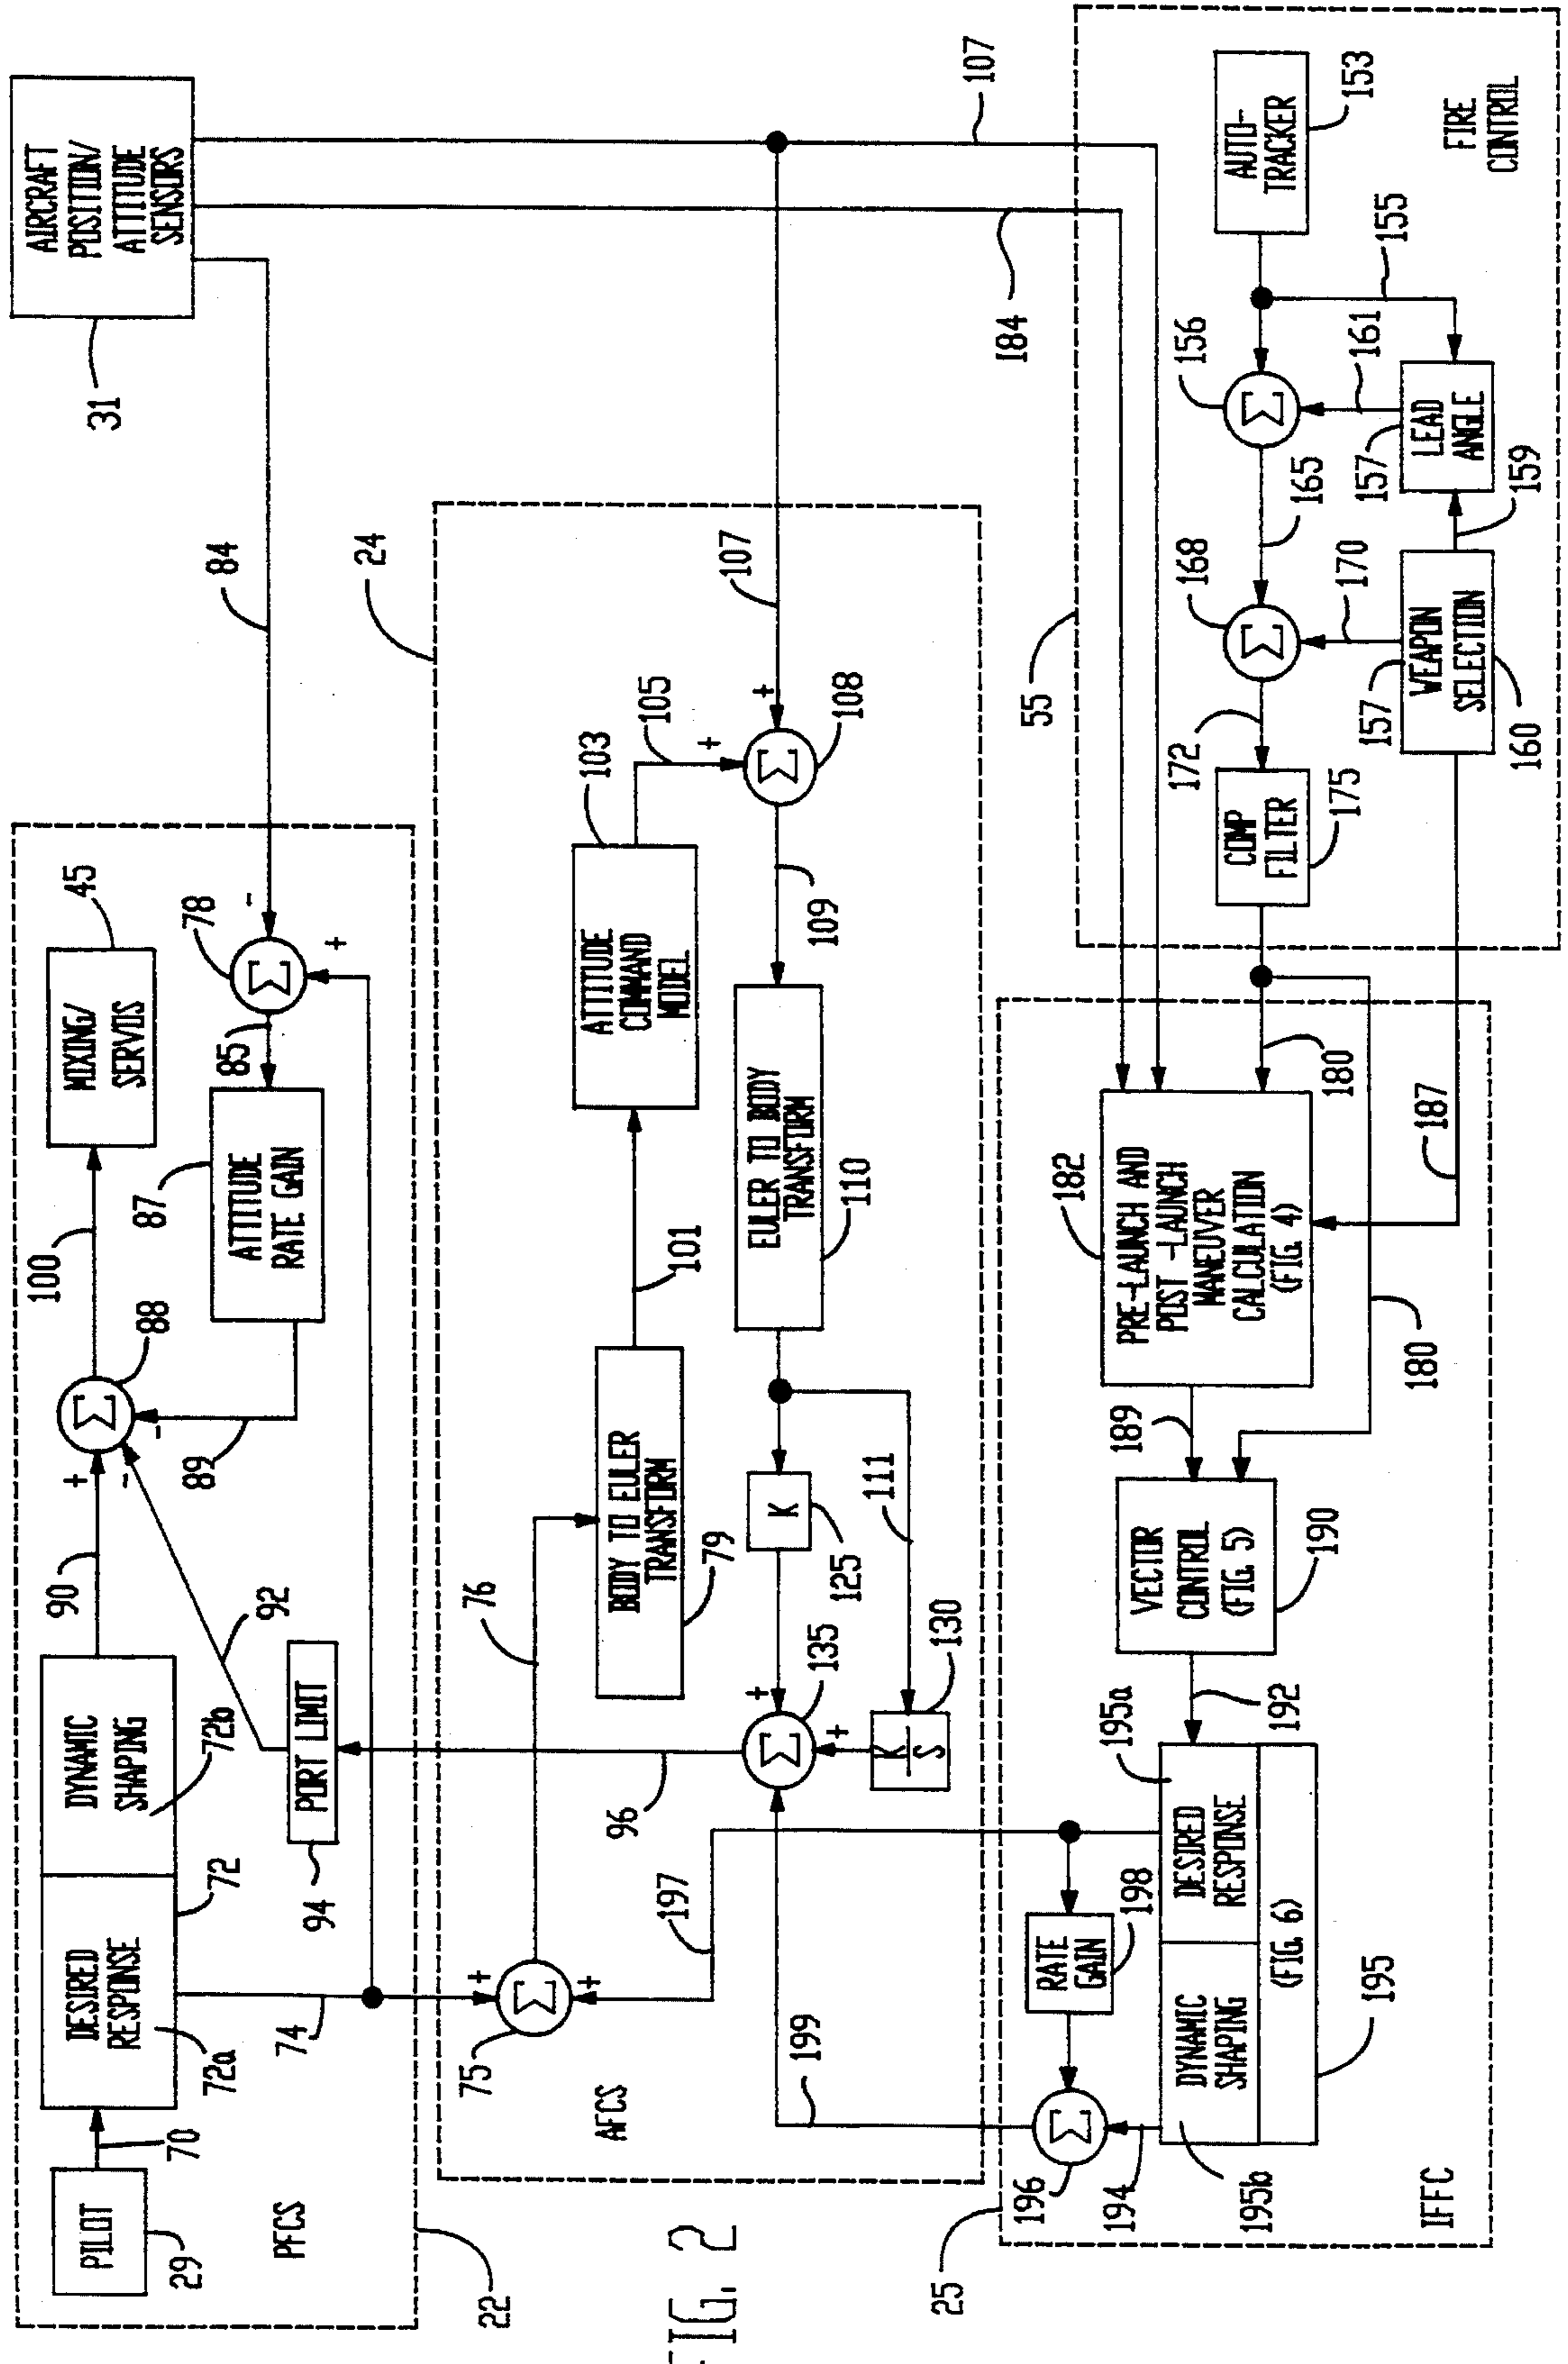 PILOT
29
70
DESIRED
RESPONSE
72a
72
DYNAMIC
SHAPING
72b
90
92
PORT LIMIT
94
74
+
-
-
Σ
88
89
100
MIXING/
SERVOS
45
ATTITUDE
RATE GAIN
87
85
Σ
78
-
+
84
PFCS
22
AIRCRAFT
POSITION/
ATTITUDE
SENSORS
31
24
AFCS
75
Σ
+
+
76
BODY TO EULER
TRANSFORM
79
101
ATTITUDE
COMMAND
MODEL
103
105
+
+
Σ
108
107
107
109
EULER TO BODY
TRANSFORM
110
K
125
111
K
S
130
+
+
Σ
135
96
197
199
184
25
IFFC
196
Σ
194
RATE
GAIN
198
DYNAMIC
SHAPING
195b
DESIRED
RESPONSE
195a
(FIG. 6)
195
192
VECTOR
CONTROL
(FIG. 5)
190
189
180
PRE-LAUNCH AND
POST -LAUNCH
MANEUVER
CALCULATION
(FIG. 4)
182
180
187
55
COMP
FILTER
175
172
Σ
168
170
165
Σ
156
161
WEAPON
SELECTION
157
160
159
LEAD
ANGLE
157
155
AUTO-
TRACKER
153
FIRE
CONTROL
FIG. 2